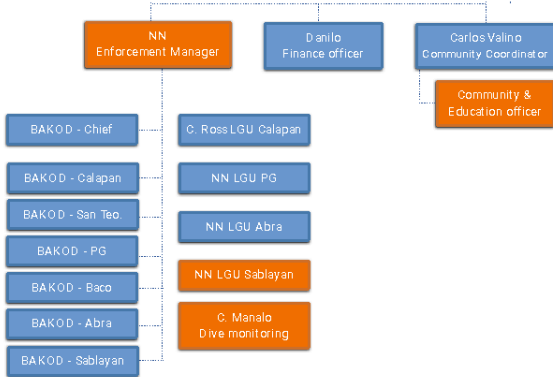 NN
Enforcement Manager
Danilo
Finance officer
Carlos Valino
Community Coordinator
Community &
Education officer
BAKOD - Chief
C. Ross LGU Calapan
BAKOD - Calapan
NN LGU PG
BAKOD - San Teo.
NN LGU Abra
BAKOD - PG
NN LGU Sablayan
BAKOD - Baco
C. Manalo
Dive monitoring
BAKOD - Abra
BAKOD - Sablayan